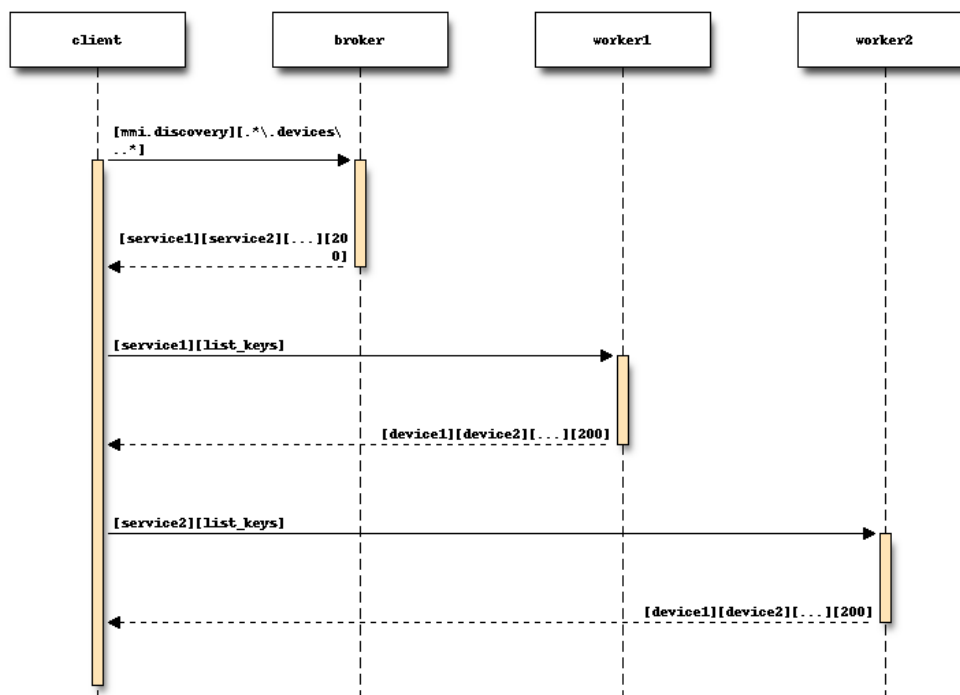 client
broker
worker1
worker2
[mmi.discovery][.*\.devices\
..*]
[service1][service2][...][20
0]
[service1][list_keys]
[device1][device2][...][200]
[service2][list_keys]
[device1][device2][...][200]